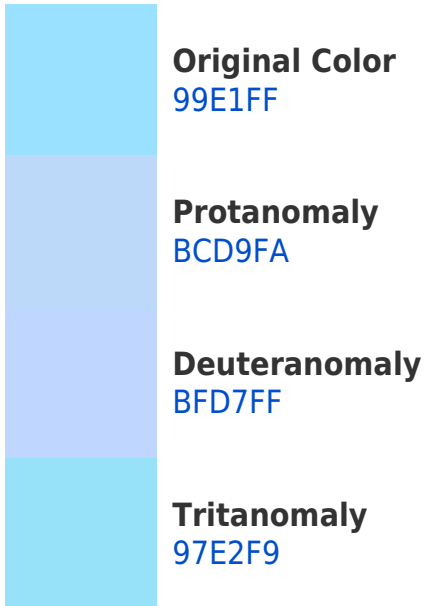 Original Color
99E1FF
Protanomaly
BCD9FA
Deuteranomaly
BFD7FF
Tritanomaly
97E2F9